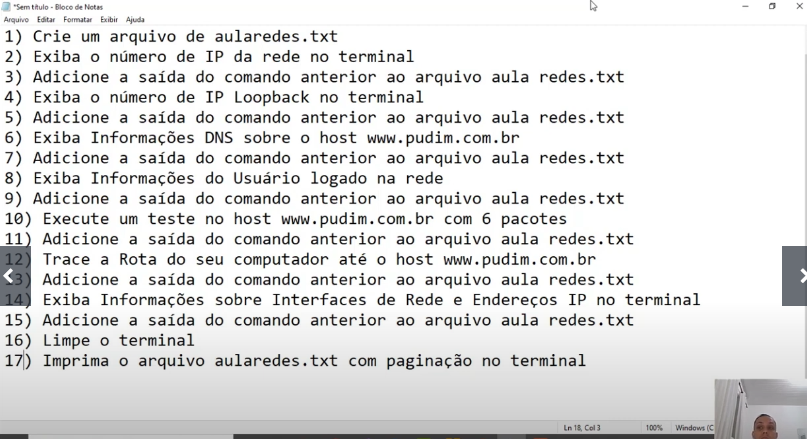 *Sem título - Bloco de Notas
Arquivo Editar Formatar Exibir Ajuda
1) Crie um arquivo de aularedes.txt
2) Exiba o número de IP da rede no terminal
3) Adicione a saída do comando anterior ao arquivo aula redes.txt
4) Exiba o número de IP Loopback no terminal
5) Adicione a saída do comando anterior ao arquivo aula redes.txt
6) Exiba Informações DNS sobre o host www.pudim.com.br
7) Adicione a saída do comando anterior ao arquivo aula redes.txt
8) Exiba Informações do Usuário logado na rede
9) Adicione a saída do comando anterior ao arquivo aula redes.txt
10) Execute um teste no host www.pudim.com.br com 6 pacotes
11) Adicione a saída do comando anterior ao arquivo aula redes.txt
12) Trace a Rota do seu computador até o host www.pudim.com.br
13) Adicione a saída do comando anterior ao arquivo aula redes.txt
14) Exiba Informações sobre Interfaces de Rede e Endereços IP no terminal
15) Adicione a saída do comando anterior ao arquivo aula redes.txt
16) Limpe o terminal
17) Imprima o arquivo aularedes.txt com paginação no terminal
Ln 18, Col 3 100% Windows (C